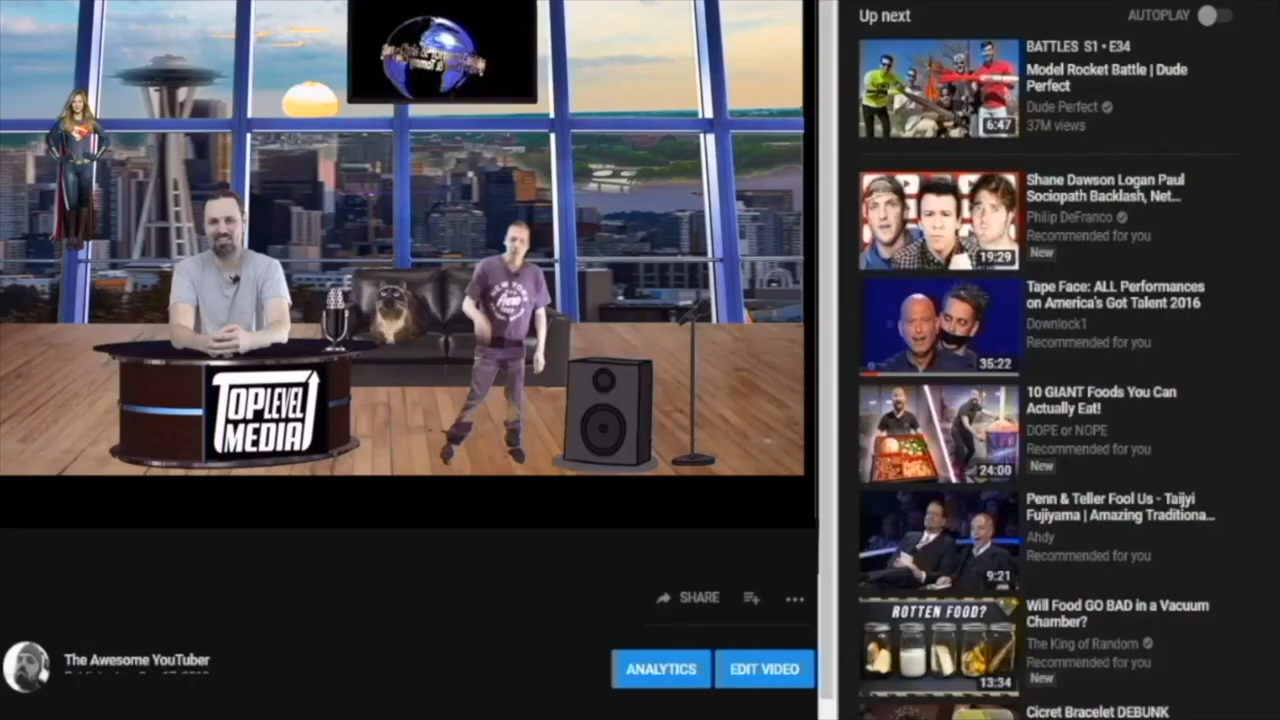 Up next
AUTOPLAY
BATTLES S1 • E34
Model Rocket Battle | Dude
Perfect
Dude Perfect
37M views
6:47
Shane Dawson Logan Paul
Sociopath Backlash, Net...
Philip DeFranco
Recommended for you
New
19:29
Tape Face: ALL Performances
on America's Got Talent 2016
Downlock1
Recommended for you
35:22
10 GIANT Foods You Can
Actually Eat!
DOPE or NOPE
Recommended for you
New
24:00
Penn & Teller Fool Us - Taijyi
Fujiyama | Amazing Traditiona...
Ahdy
Recommended for you
9:21
ROTTEN FOOD?
Will Food GO BAD in a Vacuum
Chamber?
The King of Random
Recommended for you
New
13:34
Cicret Bracelet DEBUNK
NEW YORK
Aero
TOP LEVEL
MEDIA
SHARE
The Awesome YouTuber
ANALYTICS
EDIT VIDEO